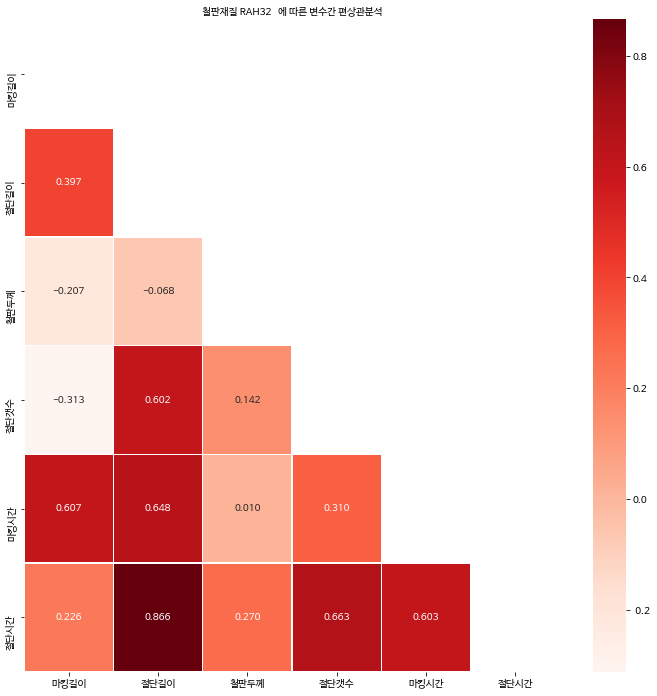 철판재질 RAH32 에 따른 변수간 편상관분석
마킹길이
절단길이
0.397
철판두께
−0.207 −0.068
절단갯수
−0.313 0.602 0.142
마킹시간
0.607 0.648 0.010 0.310
절단시간
0.226 0.866 0.270 0.663 0.603
마킹길이 절단길이 철판두께 절단갯수 마킹시간 절단시간
0.8
0.6
0.4
0.2
0.0
−0.2